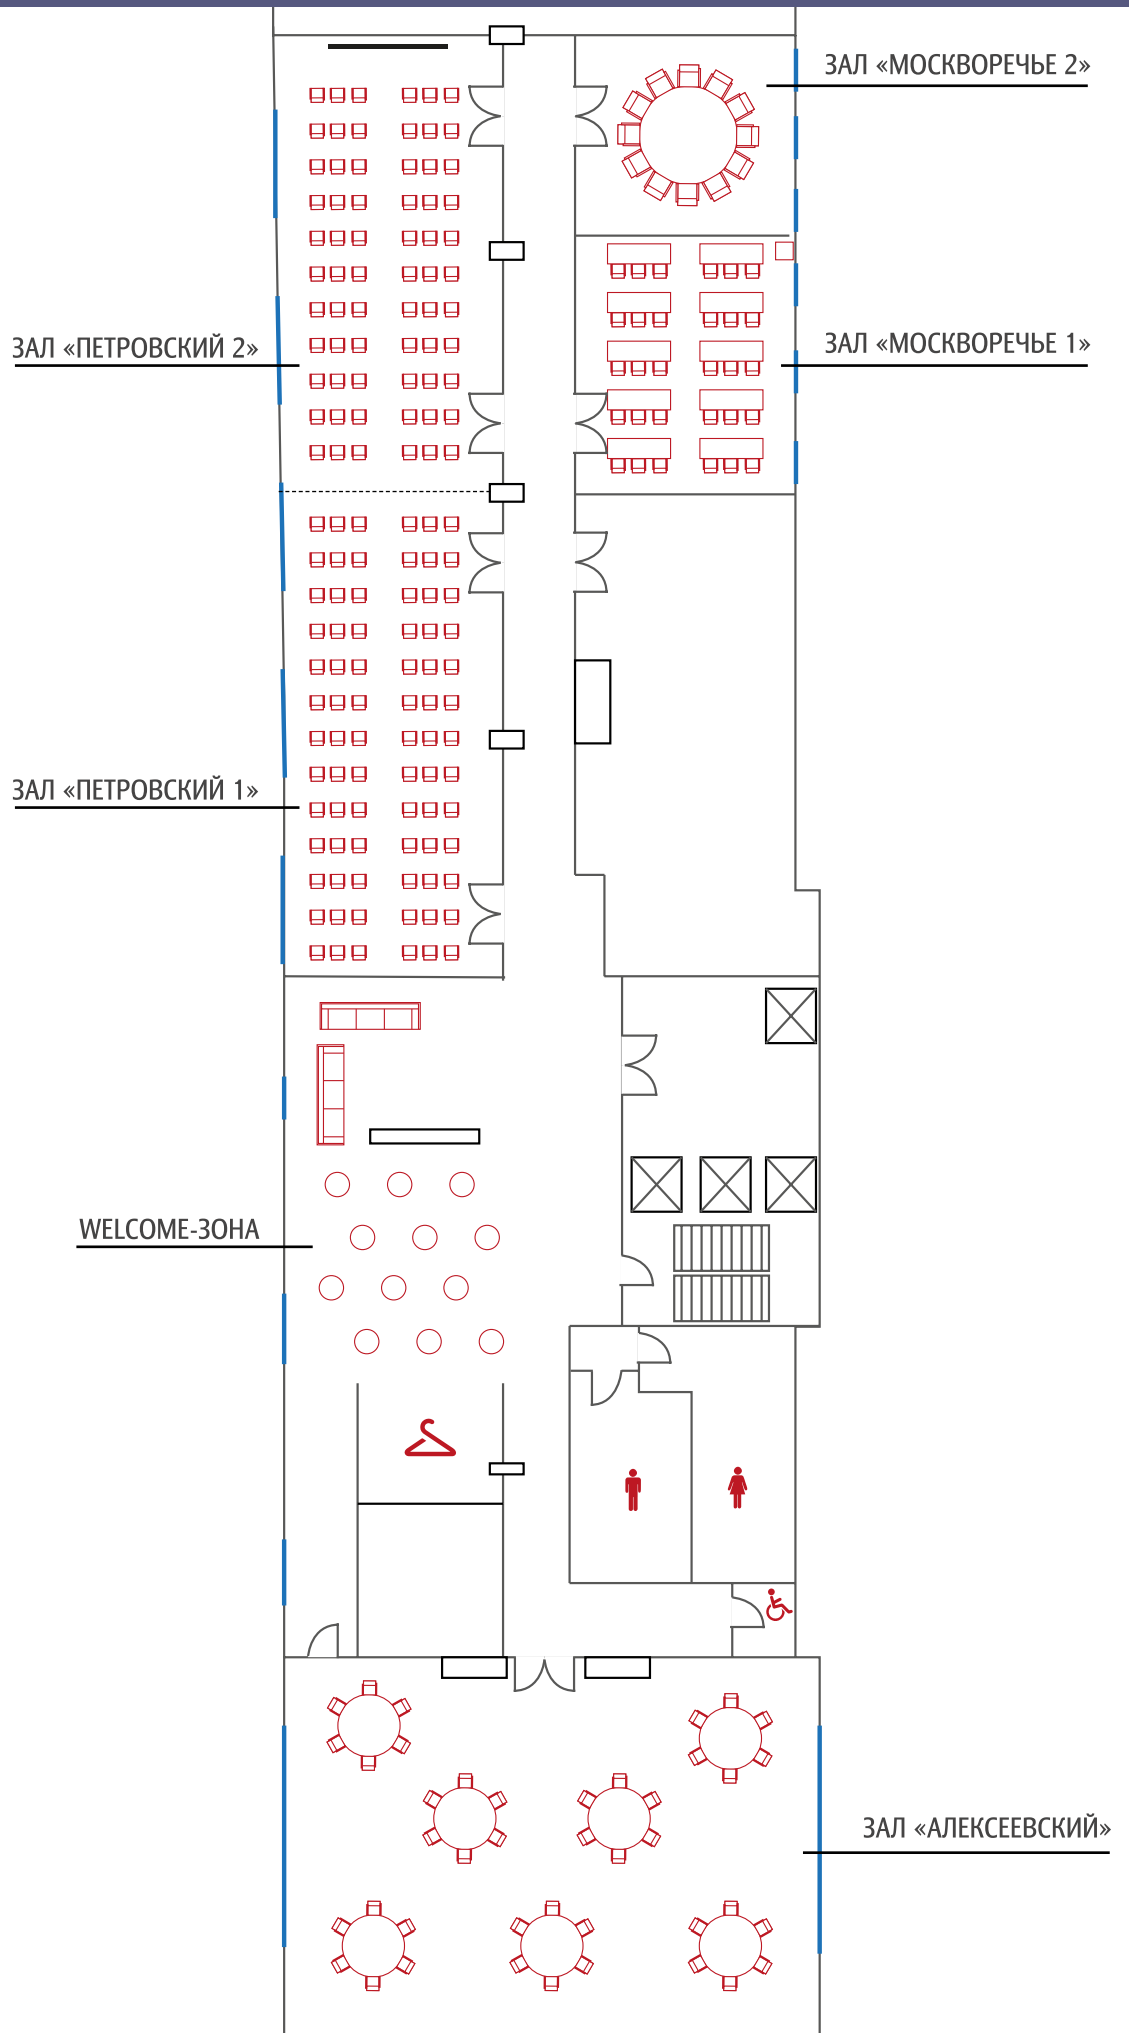 ЗАЛ «МОСКВОРЕЧЬЕ 2»
ЗАЛ «ПЕТРОВСКИЙ 2»
ЗАЛ «МОСКВОРЕЧЬЕ 1»
ЗАЛ «ПЕТРОВСКИЙ 1»
WELCOME-ЗОНА
ЗАЛ «АЛЕКСЕЕВСКИЙ»